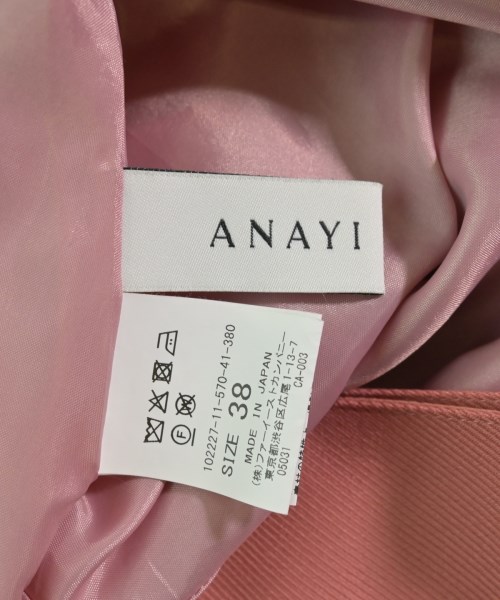 ANAYI
102227-11-570-41-380
SIZE 38
MADE IN JAPAN
(株)ファーイーストカンパニー
東京都渋谷区広尾1-13-7
05031 CA-003